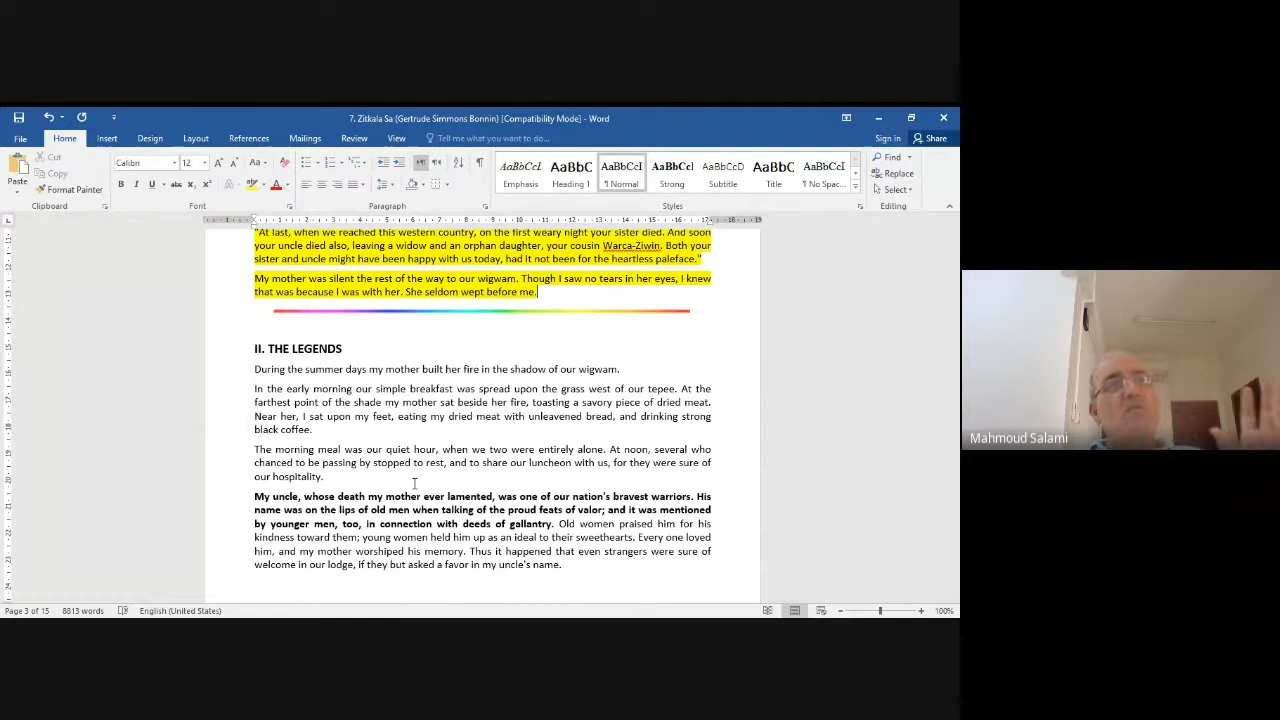 7. Zitkala Sa (Gertrude Simmons Bonnin) [Compatibility Mode] - Word
File Home Insert Design Layout References Mailings Review View Tell me what you want to do... Sign in Share
Paste Cut Copy Format Painter Clipboard
Calibri 12 Font
Paragraph
AaBbCcI Emphasis AaBbC Heading 1 AaBbCcI ¶ Normal AaBbCcI Strong AaBbCcD Subtitle AaBbC Title AaBbCcI ¶ No Spac... Styles
Find Replace Select Editing
"At last, when we reached this western country, on the first weary night your sister died. And soon
your uncle died also, leaving a widow and an orphan daughter, your cousin Warca-Ziwin. Both your
sister and uncle might have been happy with us today, had it not been for the heartless paleface."
My mother was silent the rest of the way to our wigwam. Though I saw no tears in her eyes, I knew
that was because I was with her. She seldom wept before me.
II. THE LEGENDS
During the summer days my mother built her fire in the shadow of our wigwam.
In the early morning our simple breakfast was spread upon the grass west of our tepee. At the
farthest point of the shade my mother sat beside her fire, toasting a savory piece of dried meat.
Near her, I sat upon my feet, eating my dried meat with unleavened bread, and drinking strong
black coffee.
The morning meal was our quiet hour, when we two were entirely alone. At noon, several who
chanced to be passing by stopped to rest, and to share our luncheon with us, for they were sure of
our hospitality.
My uncle, whose death my mother ever lamented, was one of our nation's bravest warriors. His
name was on the lips of old men when talking of the proud feats of valor; and it was mentioned
by younger men, too, in connection with deeds of gallantry. Old women praised him for his
kindness toward them; young women held him up as an ideal to their sweethearts. Every one loved
him, and my mother worshiped his memory. Thus it happened that even strangers were sure of
welcome in our lodge, if they but asked a favor in my uncle's name.
Page 3 of 15 8813 words English (United States) 100%
Mahmoud Salami